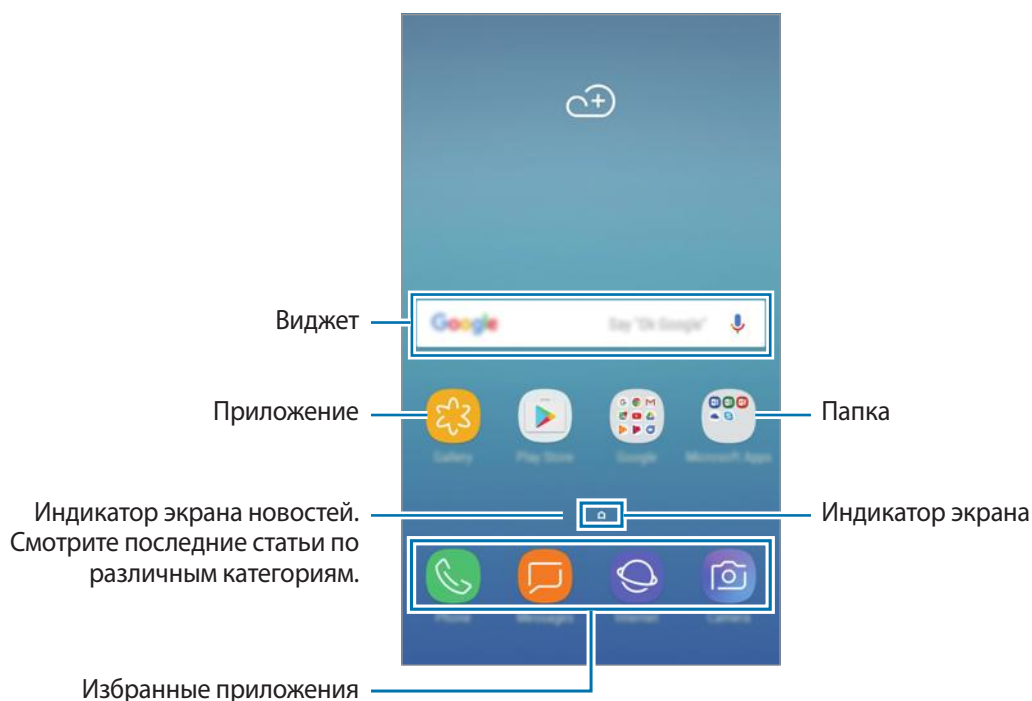 Виджет
Google
Say "Ok Google"
Приложение
Папка
Gallery
Play Store
Google
Microsoft Apps
Индикатор экрана новостей.
Смотрите последние статьи по
различным категориям.
Индикатор экрана
Phone
Messages
Internet
Camera
Избранные приложения